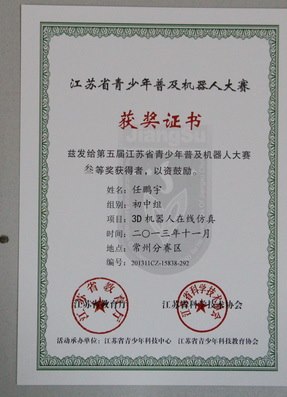 江苏省青少年普及机器人大赛
获奖证书
兹发给第五届江苏省青少年普及机器人大赛
叁等奖获得者，以资鼓励。
姓名：任鹏宇
组别：初中组
项目：3D 机器人在线仿真
时间：二〇一三年十一月
地点：常州分赛区
编号：201311CZ-15838-292
江苏省教育厅
江苏省科学技术协会
活动承办单位：江苏省青少年科技中心 江苏省青少年科技教育协会